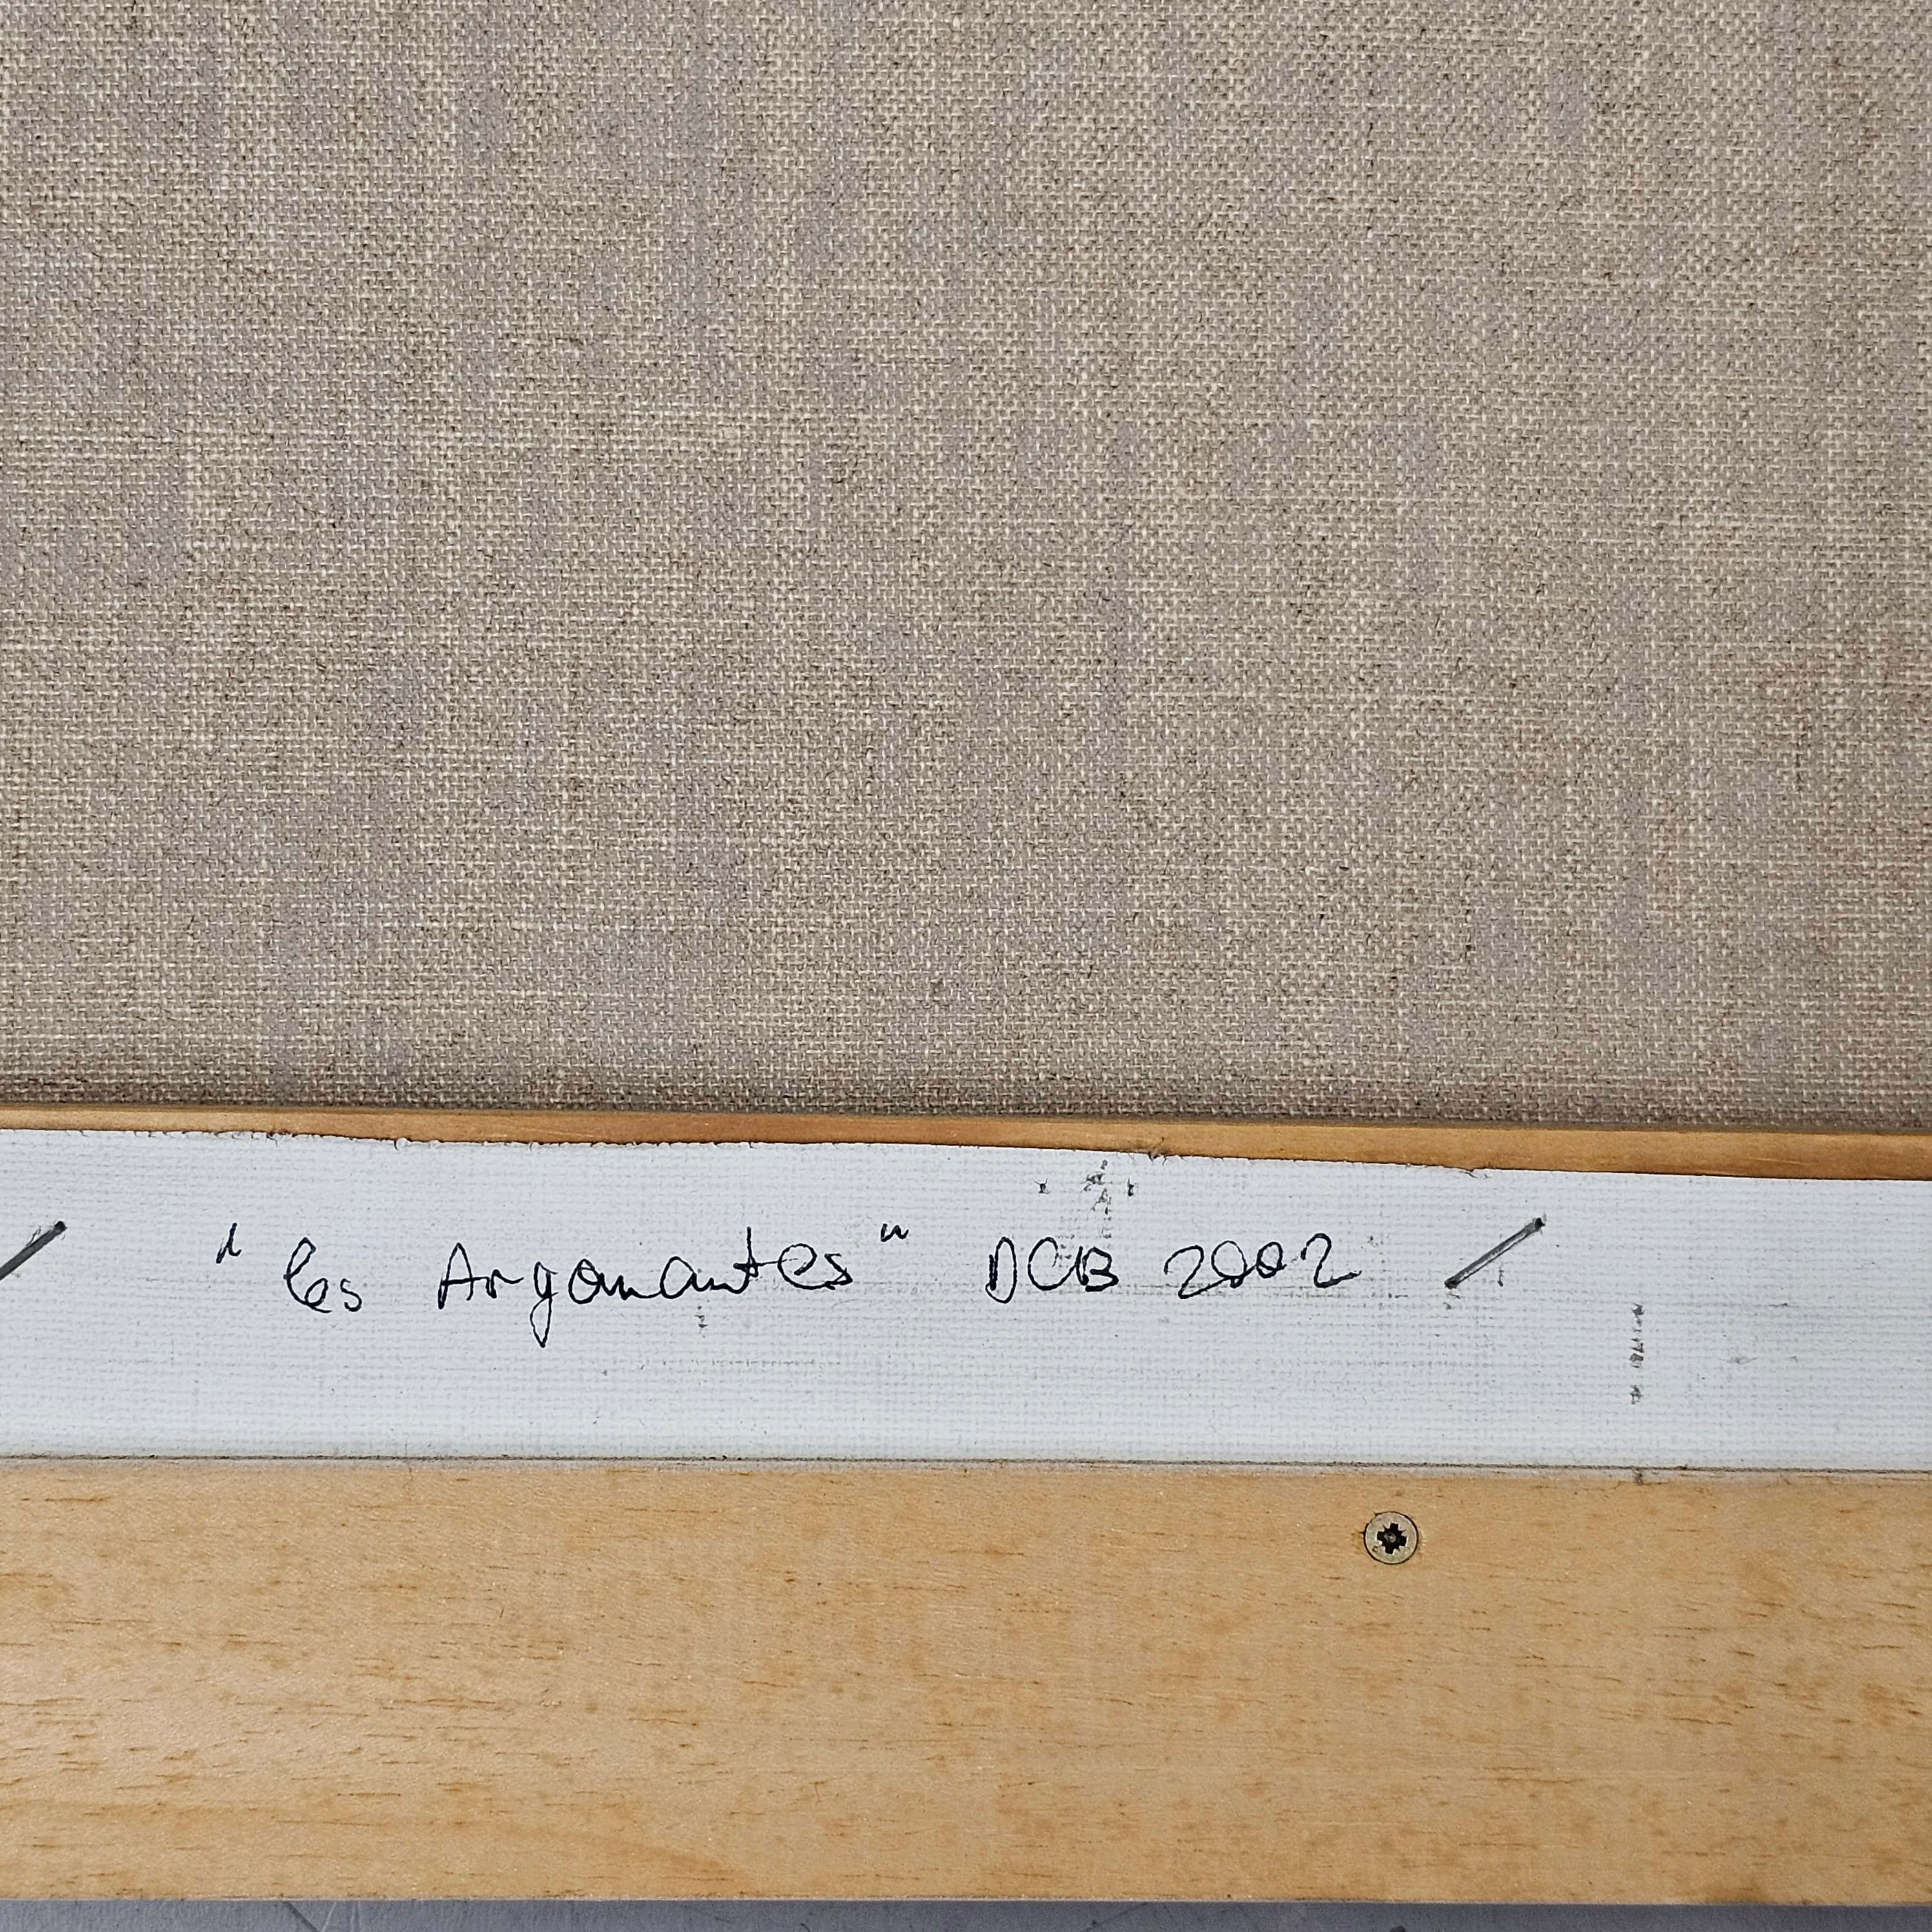 "les Argonautes" DCB 2002